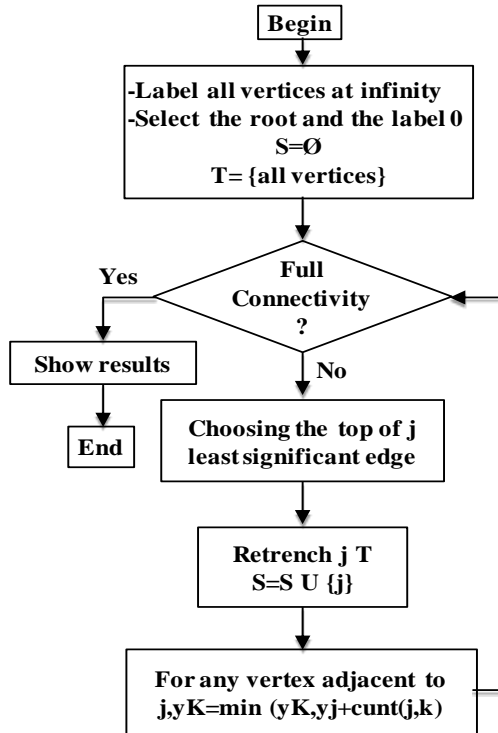 Begin
-Label all vertices at infinity
-Select the root and the label 0
S=Ø
T= {all vertices}
Yes
Full
Connectivity
?
Show results
No
End
Choosing the top of j
least significant edge
Retrench j T
S=S U {j}
For any vertex adjacent to
j,yK=min (yK,yj+cunt(j,k)